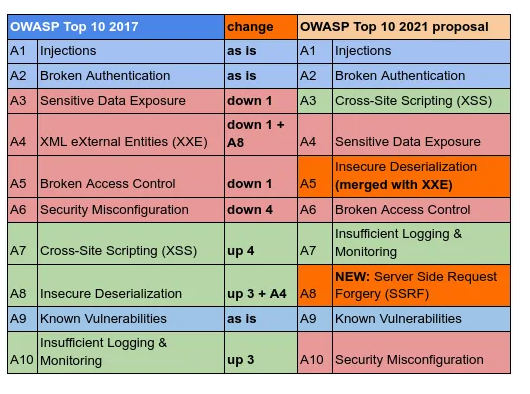 OWASP Top 10 2017 change OWASP Top 10 2021 proposal
A1 Injections as is A1 Injections
A2 Broken Authentication as is A2 Broken Authentication
A3 Sensitive Data Exposure down 1 A3 Cross-Site Scripting (XSS)
down 1 +
A4 XML eXternal Entities (XXE) A8 A4 Sensitive Data Exposure
Insecure Deserialization
A5 Broken Access Control down 1 A5 (merged with XXE)
A6 Security Misconfiguration down 4 A6 Broken Access Control
Insufficient Logging &
A7 Cross-Site Scripting (XSS) up 4 A7 Monitoring
NEW: Server Side Request
A8 Insecure Deserialization up 3 + A4 A8 Forgery (SSRF)
A9 Known Vulnerabilities as is A9 Known Vulnerabilities
Insufficient Logging &
A10 Monitoring up 3 A10 Security Misconfiguration